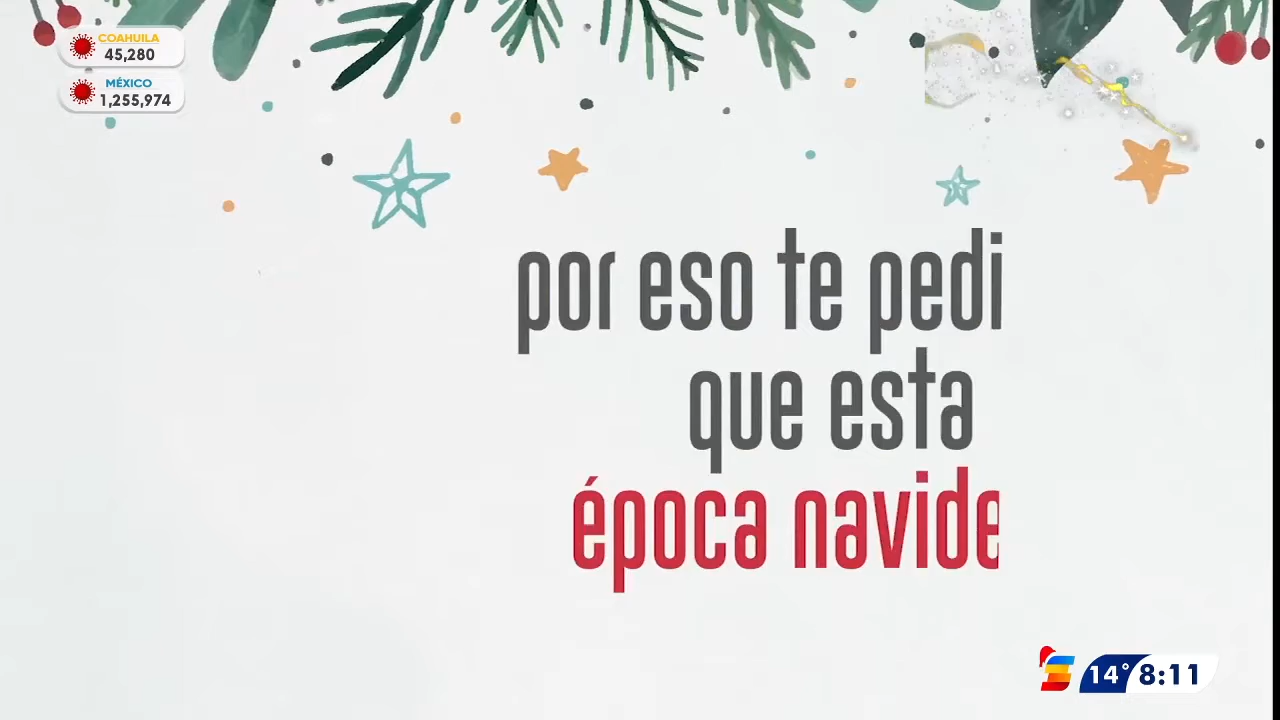 COAHUILA
45,280
MÉXICO
1,255,974
por eso te pedi
que esta
época navide
14° 8:11